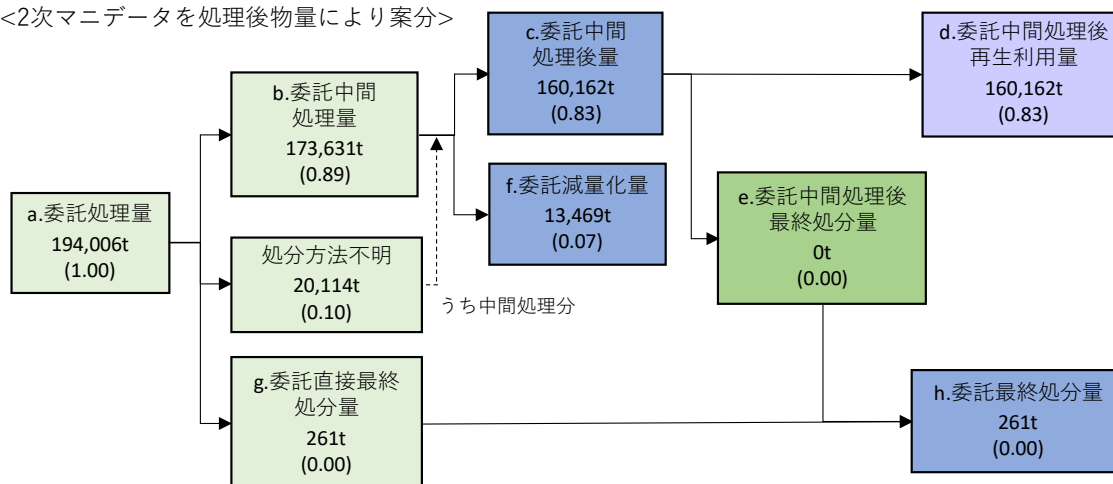 <2次マニデータを処理後物量により案分>
a.委託処理量
194,006t
(1.00)
b.委託中間
処理量
173,631t
(0.89)
処分方法不明
20,114t
(0.10)
うち中間処理分
g.委託直接最終
処分量
261t
(0.00)
c.委託中間
処理後量
160,162t
(0.83)
f.委託減量化量
13,469t
(0.07)
d.委託中間処理後
再生利用量
160,162t
(0.83)
e.委託中間処理後
最終処分量
0t
(0.00)
h.委託最終処分量
261t
(0.00)